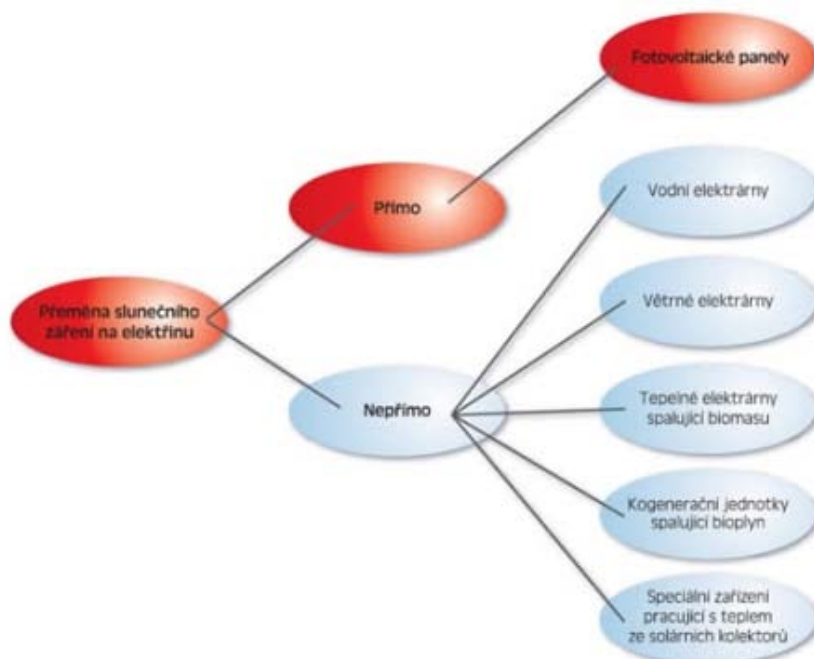 Fotovoltaické panely
Přímo
Vodní elektrárny
Přeměna slunečního
záření na elektřinu
Větrné elektrárny
Nepřímo
Tepelné elektrárny
spalující biomasu
Kogenerační jednotky
spalující bioplyn
Speciální zařízení
pracující s teplem
ze solárních kolektorů